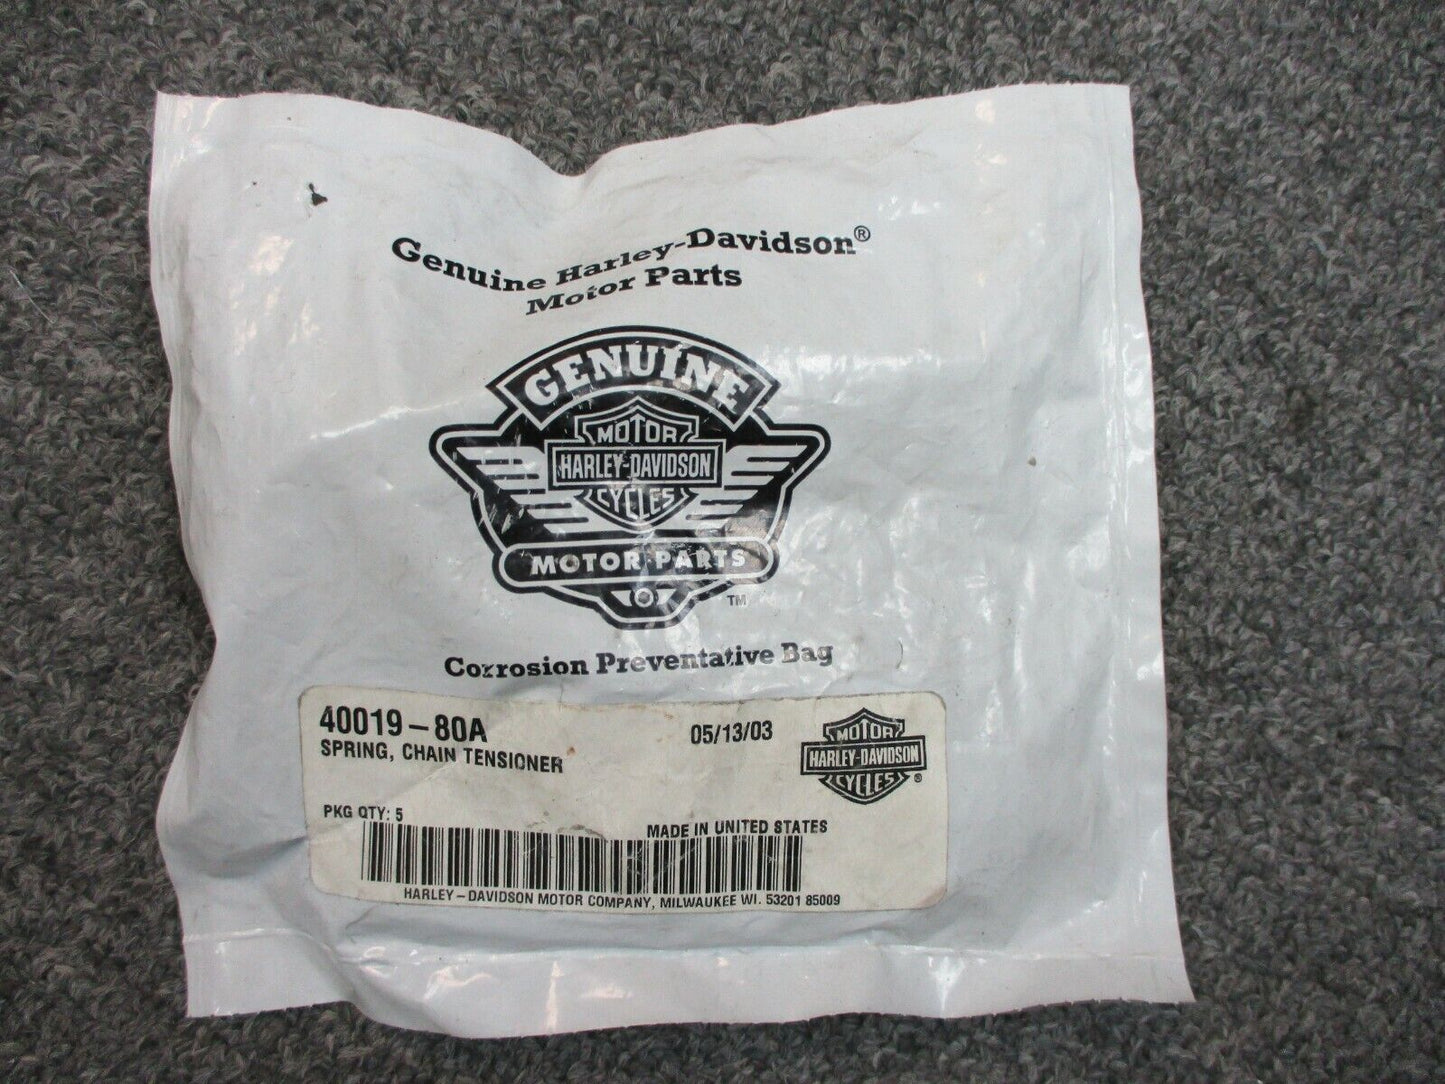 Genuine Harley-Davidson®
Motor Parts
GENUINE
MOTOR
HARLEY-DAVIDSON
CYCLES
MOTOR PARTS
TM
Corrosion Preventative Bag
40019-80A
05/13/03
SPRING, CHAIN TENSIONER
MOTOR
HARLEY-DAVIDSON
CYCLES
®
PKG QTY: 5
MADE IN UNITED STATES
HARLEY-DAVIDSON MOTOR COMPANY, MILWAUKEE WI. 53201 85009